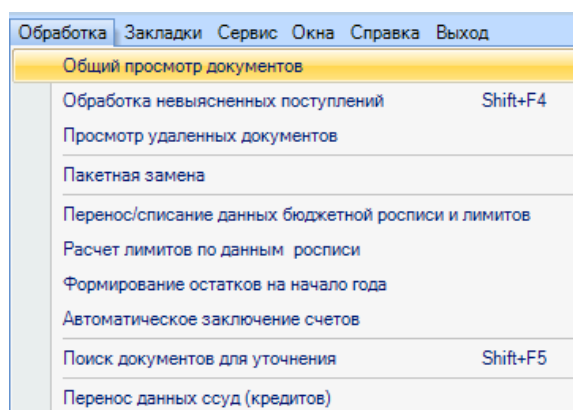 Обработка Закладки Сервис Окна Справка Выход
Общий просмотр документов
Обработка невыясненных поступлений Shift+F4
Просмотр удаленных документов
Пакетная замена
Перенос/списание данных бюджетной росписи и лимитов
Расчет лимитов по данным росписи
Формирование остатков на начало года
Автоматическое заключение счетов
Поиск документов для уточнения Shift+F5
Перенос данных ссуд (кредитов)